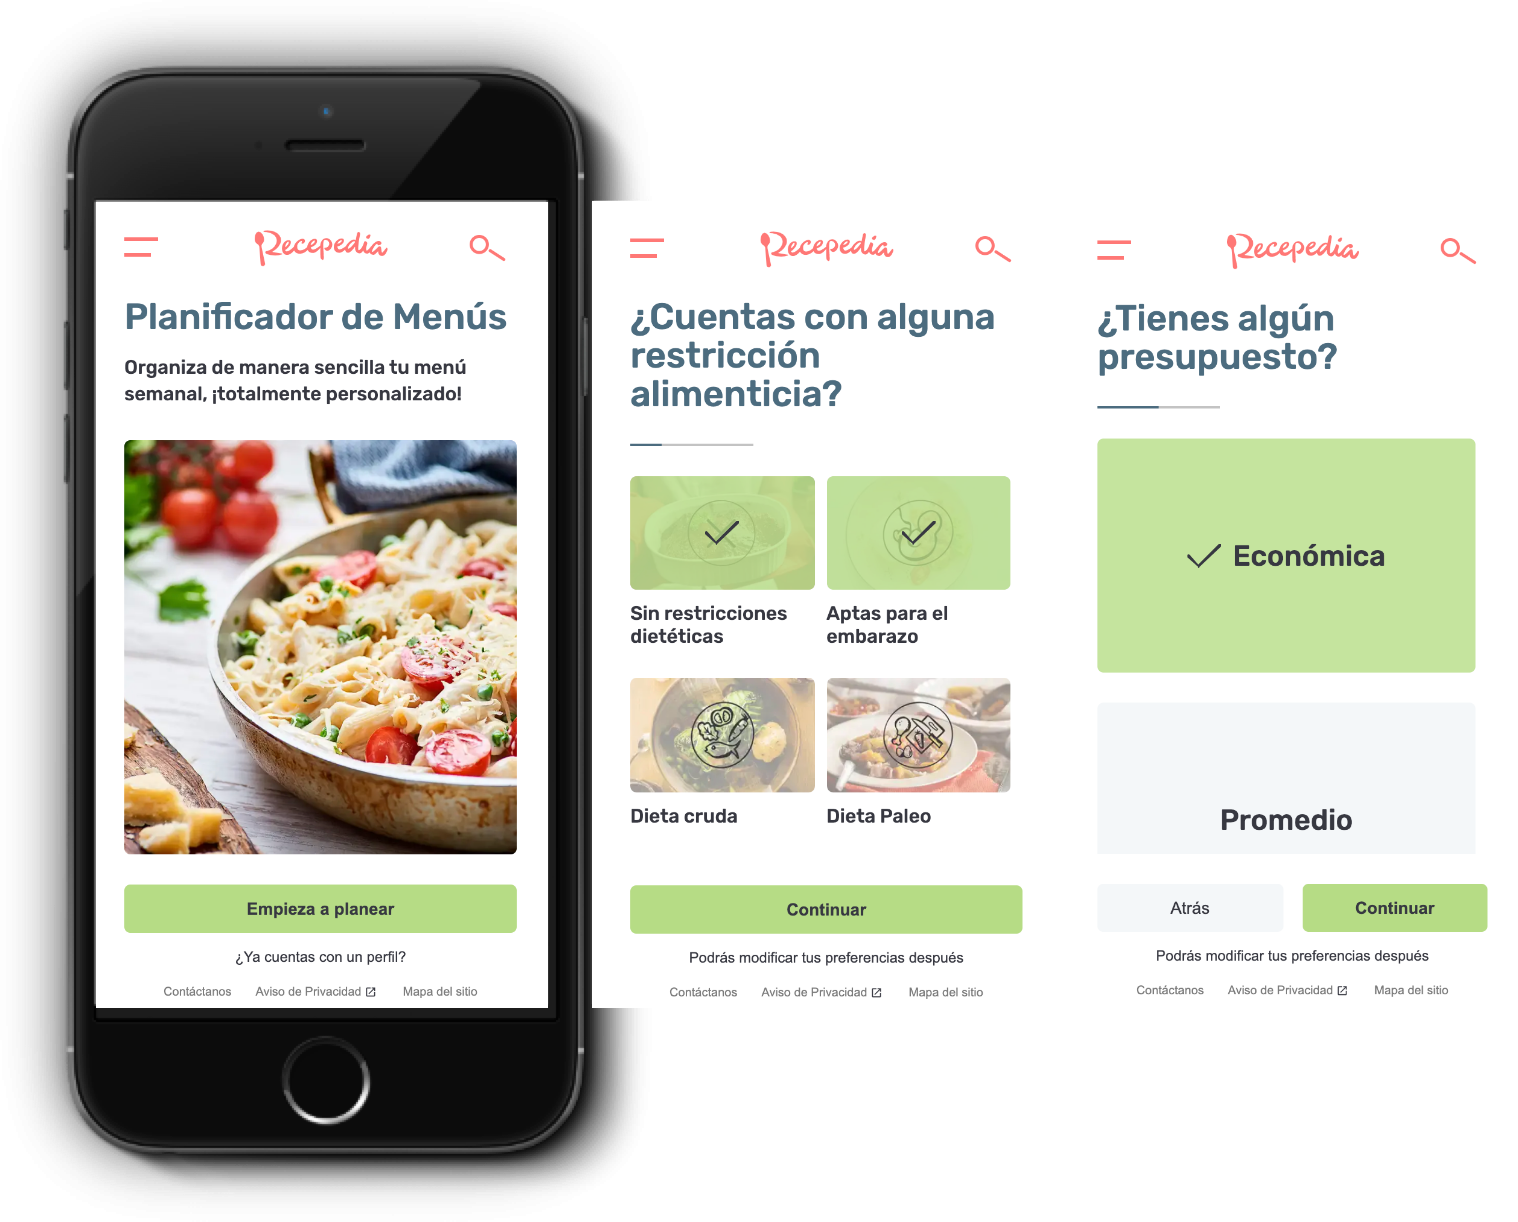 Recepedia
Planificador de Menús
Organiza de manera sencilla tu menú
semanal, ¡totalmente personalizado!
Empieza a planear
¿Ya cuentas con un perfil?
Contáctanos Aviso de Privacidad Mapa del sitio
Recepedia
¿Cuentas con alguna
restricción
alimenticia?
Sin restricciones
dietéticas
Aptas para el
embarazo
Dieta cruda
Dieta Paleo
Continuar
Podrás modificar tus preferencias después
Contáctanos Aviso de Privacidad Mapa del sitio
Recepedia
¿Tienes algún
presupuesto?
Económica
Promedio
Atrás Continuar
Podrás modificar tus preferencias después
Contáctanos Aviso de Privacidad Mapa del sitio